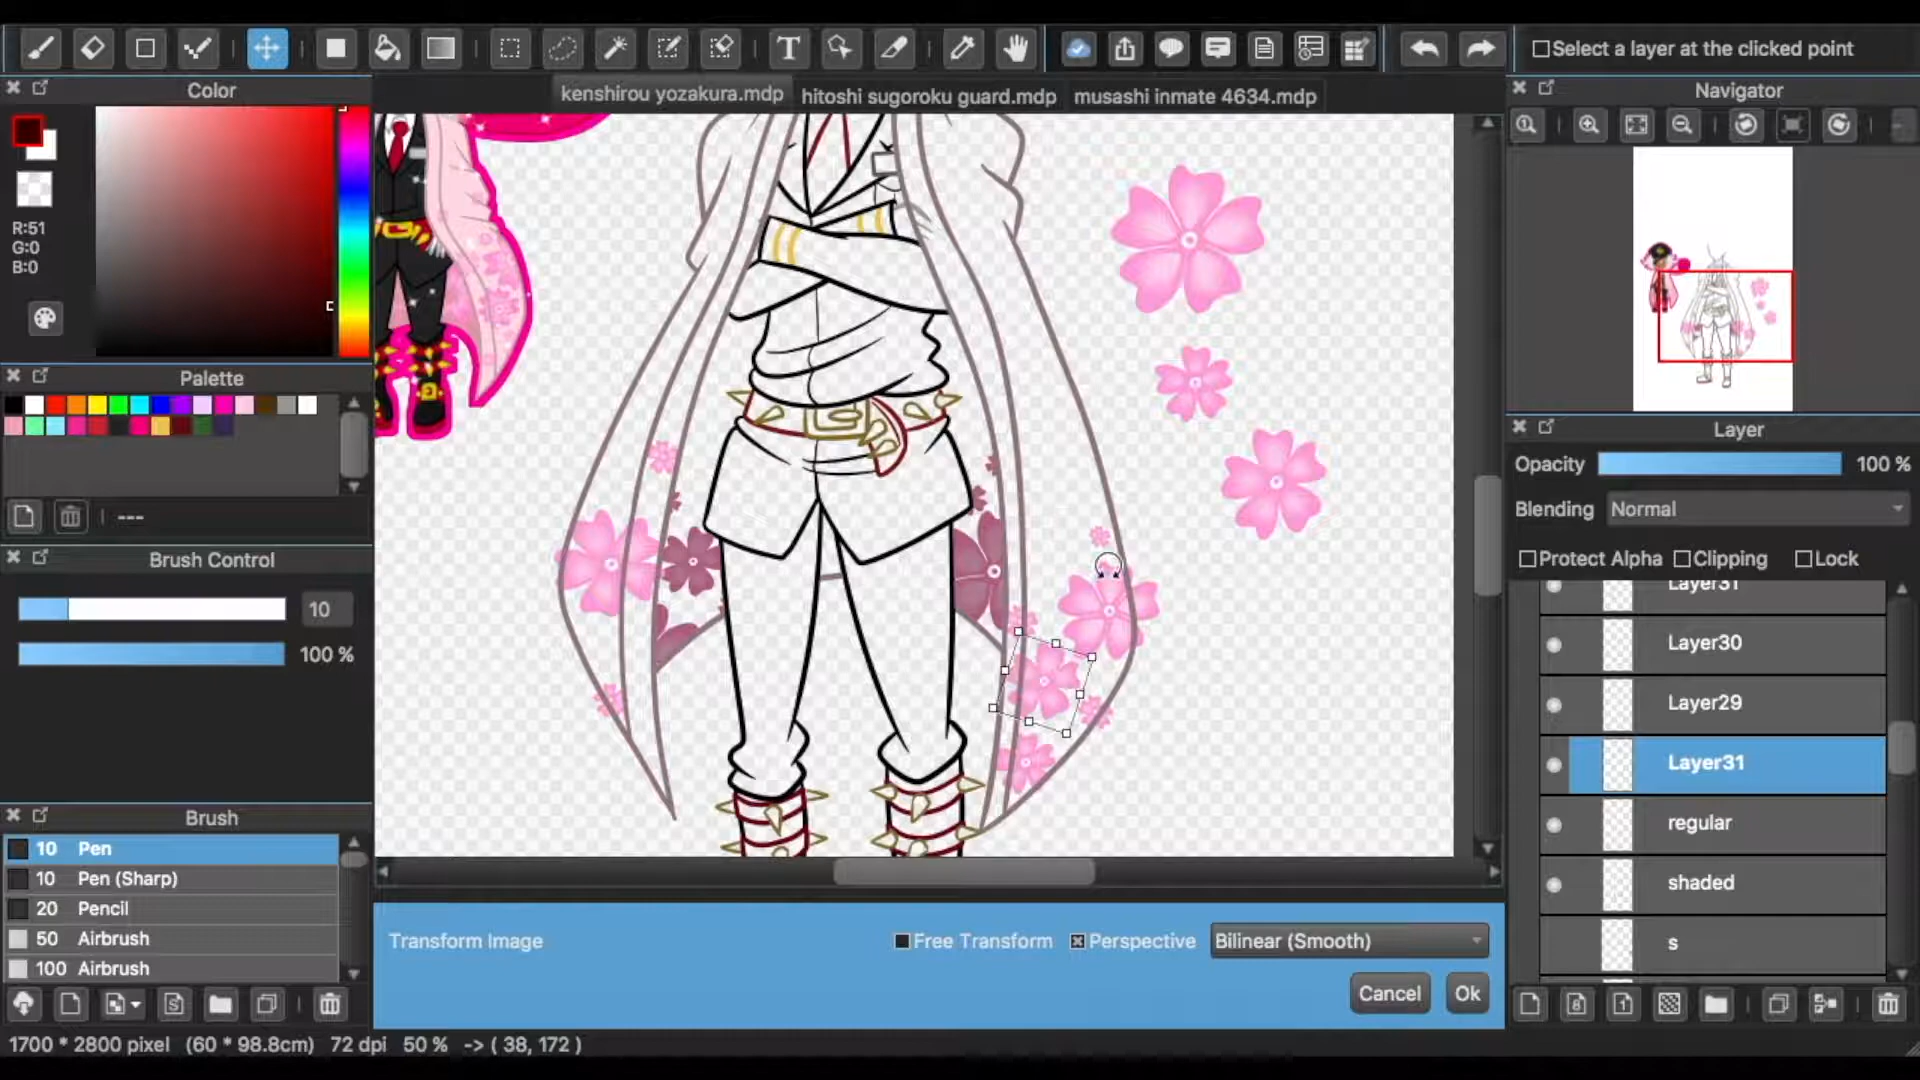 T
Select a layer at the clicked point
Color
kenshirou yozakura.mdp
hitoshi sugoroku guard.mdp
musashi inmate 4634.mdp
Navigator
R:51
G:0
B:0
Palette
---
Layer
Opacity
100 %
Blending
Normal
Protect Alpha
Clipping
Lock
Brush Control
10
100 %
Layer31
Layer30
Layer29
Layer31
regular
shaded
s
Brush
10 Pen
10 Pen (Sharp)
20 Pencil
50 Airbrush
100 Airbrush
Transform Image
Free Transform
Perspective
Bilinear (Smooth)
Cancel
Ok
1700 * 2800 pixel (60 * 98.8cm) 72 dpi 50 % -> ( 38, 172 )